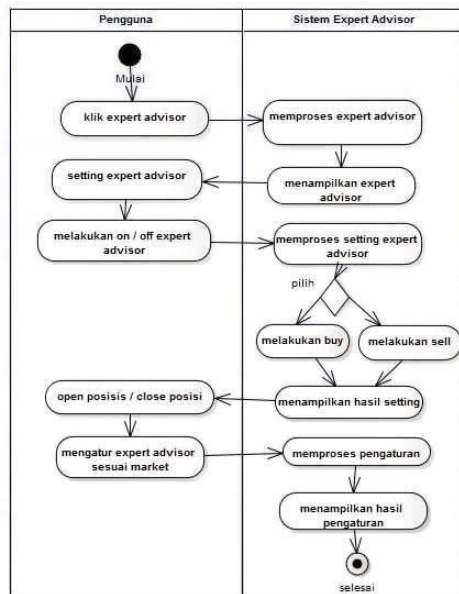 Pengguna
Sistem Expert Advisor
Mulai
klik expert advisor
memproses expert advisor
setting expert advisor
menampilkan expert
advisor
melakukan on / off expert
advisor
memproses setting expert
advisor
pilih
melakukan buy
melakukan sell
open posisis / close posisi
menampilkan hasil setting
mengatur expert advisor
sesuai market
memproses pengaturan
menampilkan hasil
pengaturan
selesai